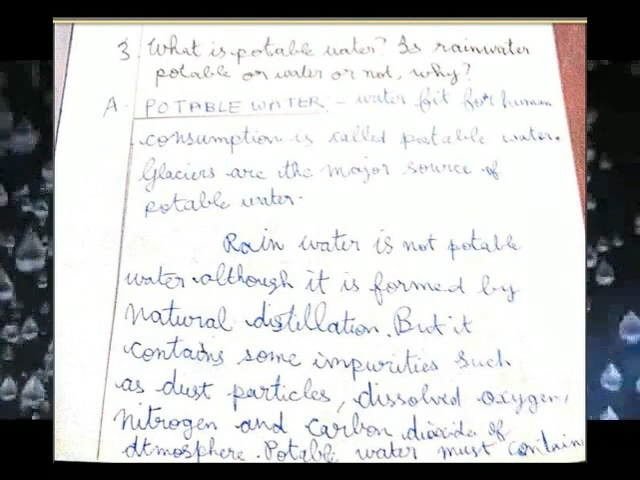 3. What is potable water? Is rainwater
potable or water or not, why?
A. POTABLE WATER. - water fit for human
consumption is called potable water.
Glaciers are the major source of
potable water.
Rain water is not potable
water although it is formed by
natural distillation. But it
contains some impurities such
as dust particles, dissolved oxygen,
nitrogen and carbon dioxide of
atmosphere. Potable water must contain